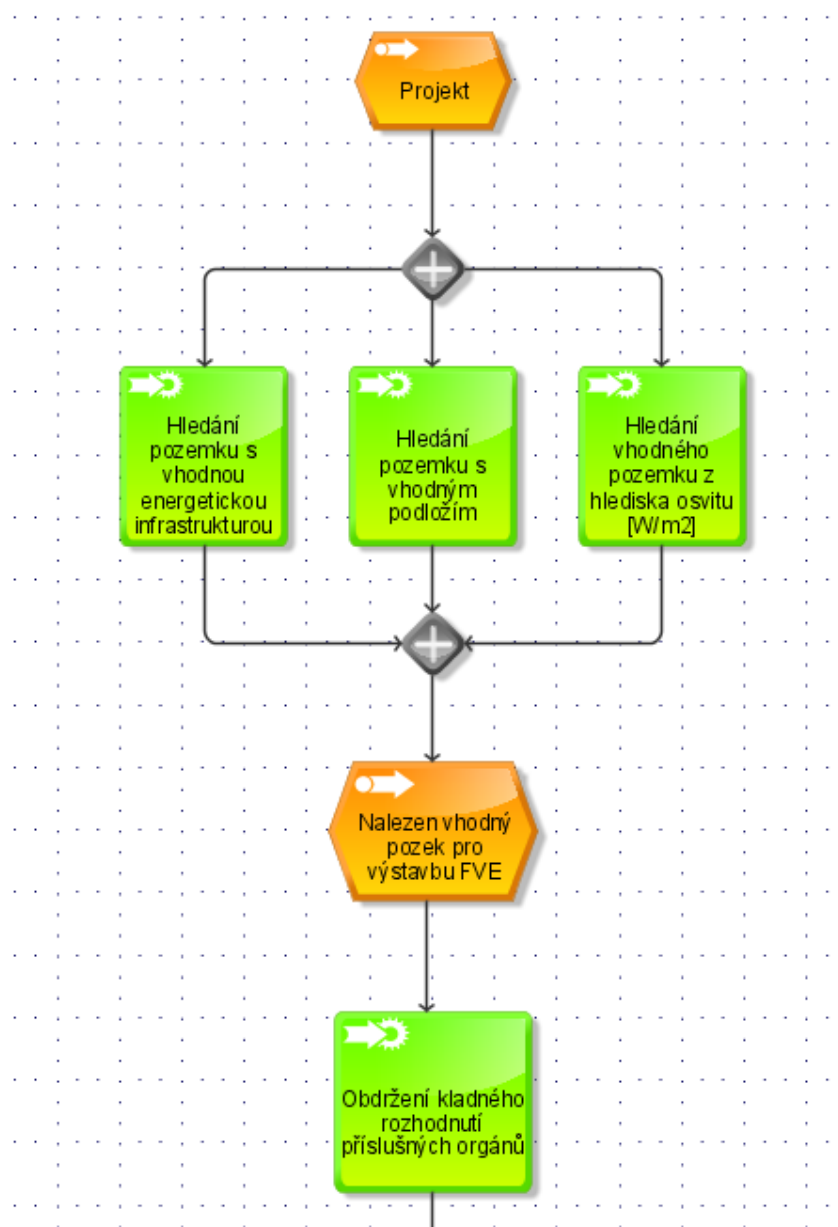 Projekt
Hledání
pozemku s
vhodnou
energetickou
infrastrukturou
Hledání
pozemku s
vhodným
podložím
Hledání
vhodného
pozemku z
hlediska osvitu
[W/m2]
Nalezen vhodný
pozek pro
výstavbu FVE
Obdržení kladného
rozhodnutí
příslušných orgánů